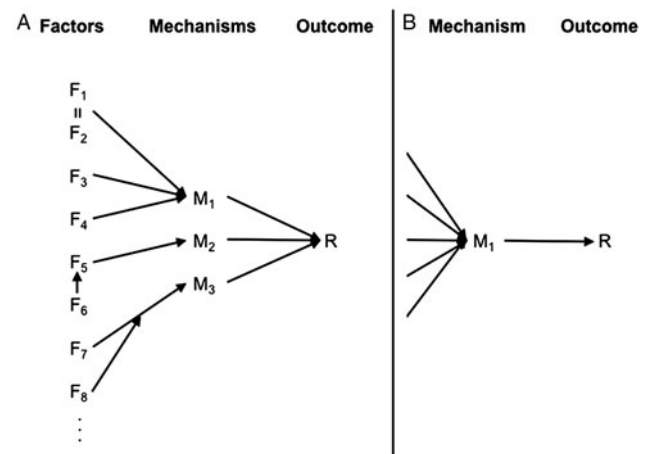 A Factors Mechanisms Outcome
F1
=
F2
F3
F4
F5
F6
F7
F8
⋮
M1
M2
M3
R
B Mechanism Outcome
M1
R